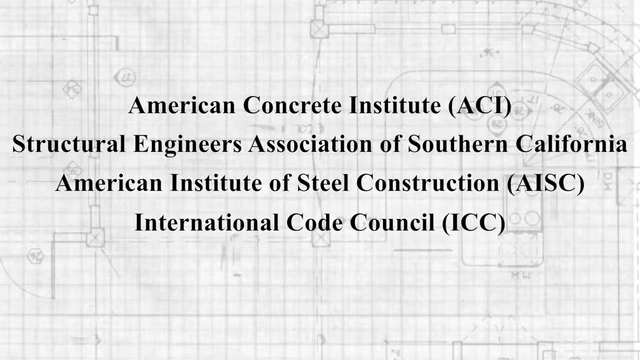 American Concrete Institute (ACI)
Structural Engineers Association of Southern California
American Institute of Steel Construction (AISC)
International Code Council (ICC)